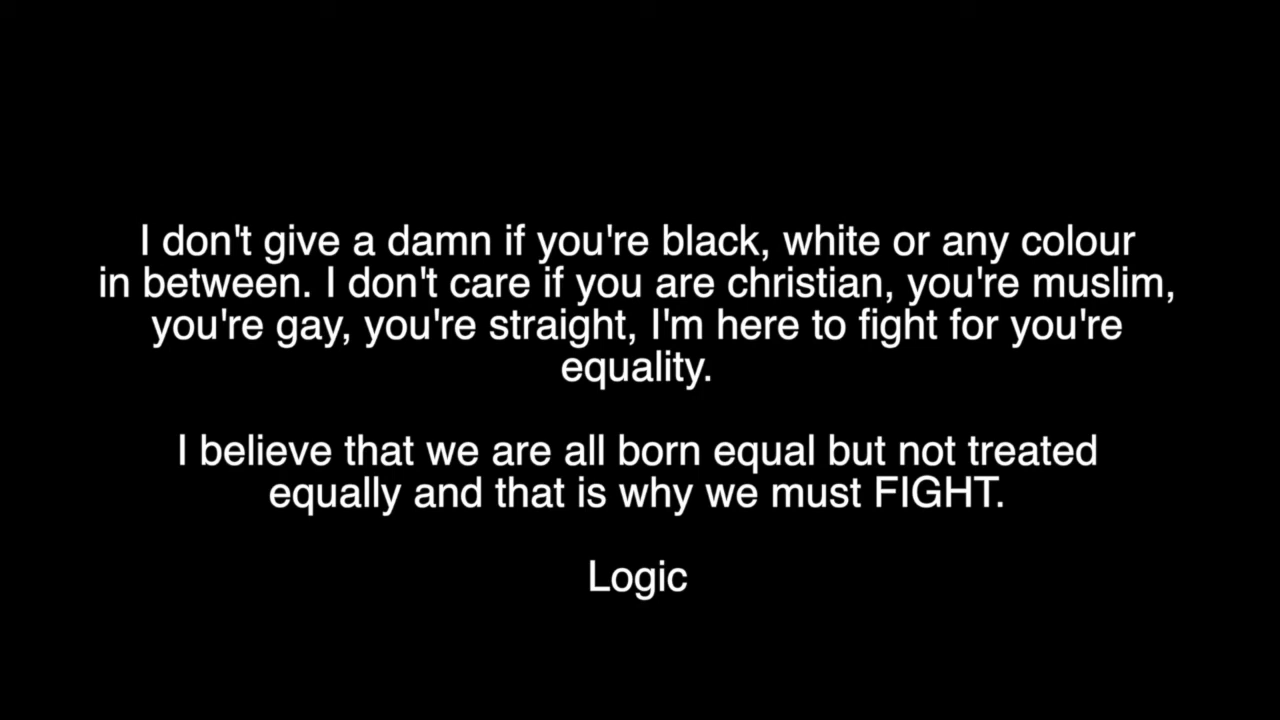 I don't give a damn if you're black, white or any colour
in between. I don't care if you are christian, you're muslim,
you're gay, you're straight, I'm here to fight for you're
equality.
I believe that we are all born equal but not treated
equally and that is why we must FIGHT.
Logic